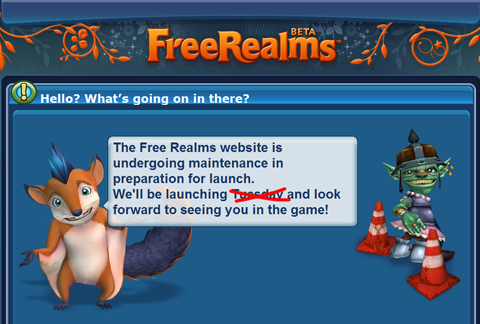 BETA
FreeRealms
Hello? What's going on in there?
The Free Realms website is
undergoing maintenance in
preparation for launch.
We'll be launching Tuesday and look
forward to seeing you in the game!